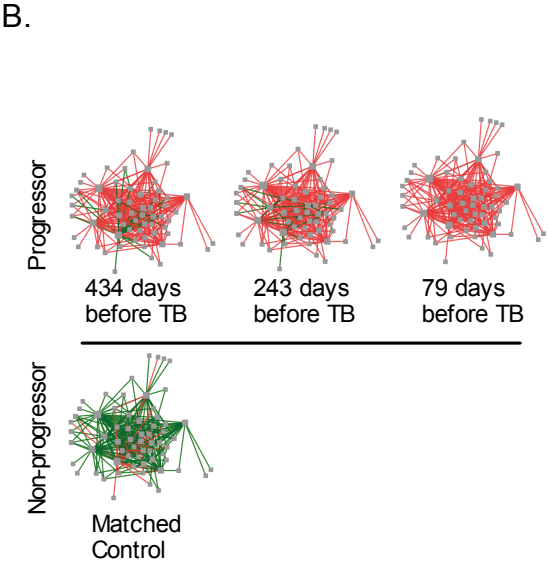 B.
Progressor
434 days
before TB
243 days
before TB
79 days
before TB
Non-progressor
Matched
Control